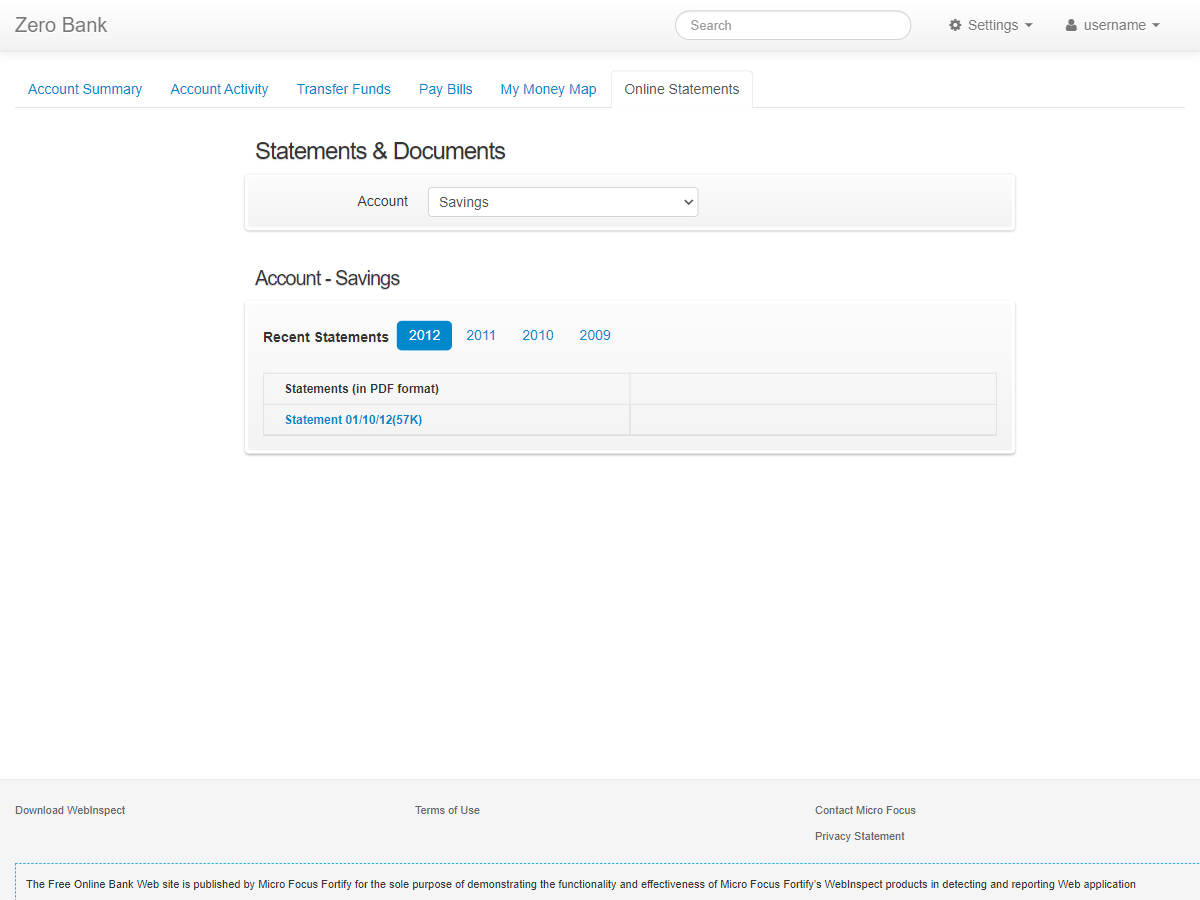 Zero Bank
Search
Settings
username
Account Summary
Account Activity
Transfer Funds
Pay Bills
My Money Map
Online Statements
Statements & Documents
Account
Savings
Account - Savings
Recent Statements
2012
2011
2010
2009
Statements (in PDF format)
Statement 01/10/12(57K)
Download WebInspect
Terms of Use
Contact Micro Focus
Privacy Statement
The Free Online Bank Web site is published by Micro Focus Fortify for the sole purpose of demonstrating the functionality and effectiveness of Micro Focus Fortify's WebInspect products in detecting and reporting Web application